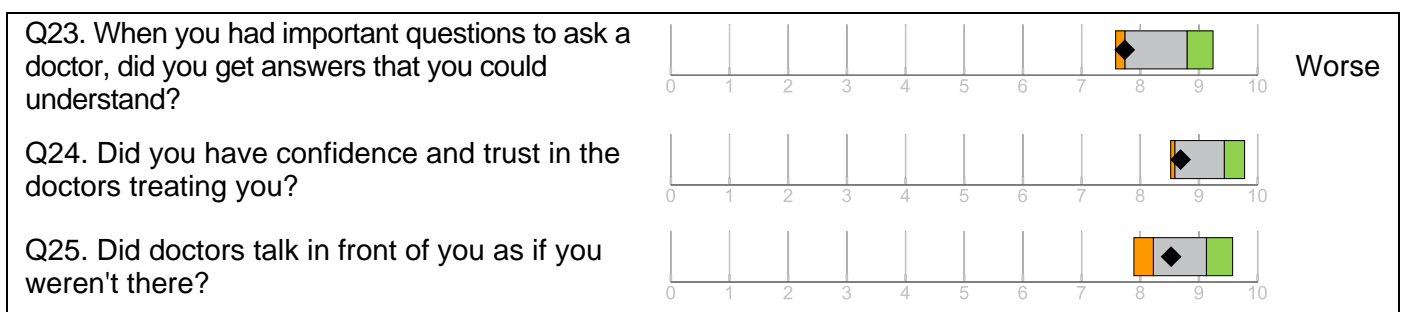 Q23. When you had important questions to ask a
doctor, did you get answers that you could
understand?
0 1 2 3 4 5 6 7 8 9 10
Worse
Q24. Did you have confidence and trust in the
doctors treating you?
0 1 2 3 4 5 6 7 8 9 10
Q25. Did doctors talk in front of you as if you
weren't there?
0 1 2 3 4 5 6 7 8 9 10